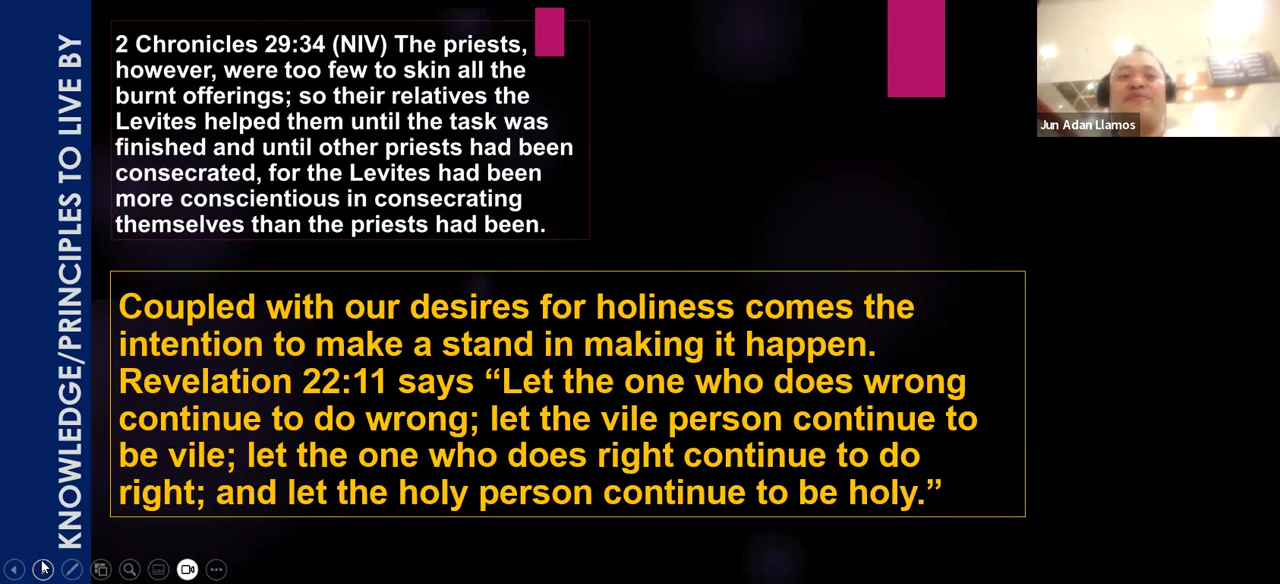 KNOWLEDGE/PRINCIPLES TO LIVE BY
2 Chronicles 29:34 (NIV) The priests,
however, were too few to skin all the
burnt offerings; so their relatives the
Levites helped them until the task was
finished and until other priests had been
consecrated, for the Levites had been
more conscientious in consecrating
themselves than the priests had been.
Coupled with our desires for holiness comes the
intention to make a stand in making it happen.
Revelation 22:11 says “Let the one who does wrong
continue to do wrong; let the vile person continue to
be vile; let the one who does right continue to do
right; and let the holy person continue to be holy.”
Jun Adan Llamos